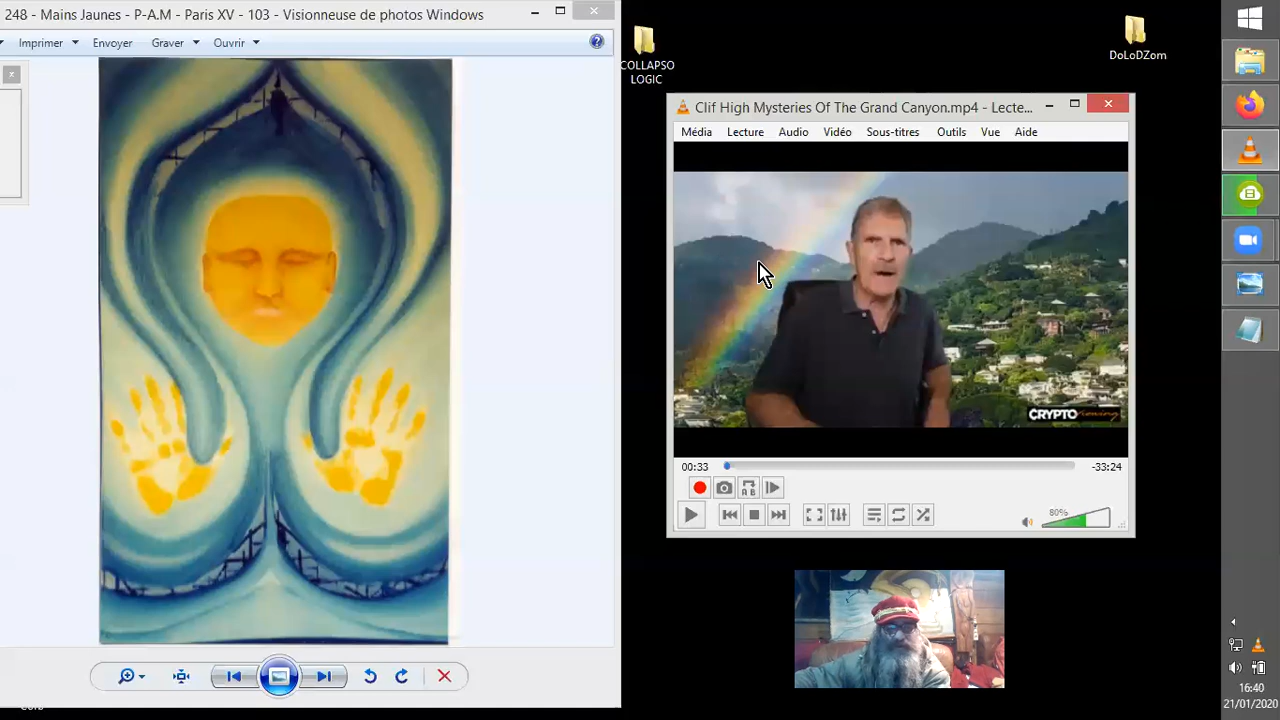 248 - Mains Jaunes - P-A.M - Paris XV - 103 - Visionneuse de photos Windows
Imprimer Envoyer Graver Ouvrir
COLLAPSO
LOGIC
DoLoDZom
Clif High Mysteries Of The Grand Canyon.mp4 - Lecte...
Média Lecture Audio Vidéo Sous-titres Outils Vue Aide
CRYPTOviewing
00:33 -33:24
80%
16:40
21/01/2020